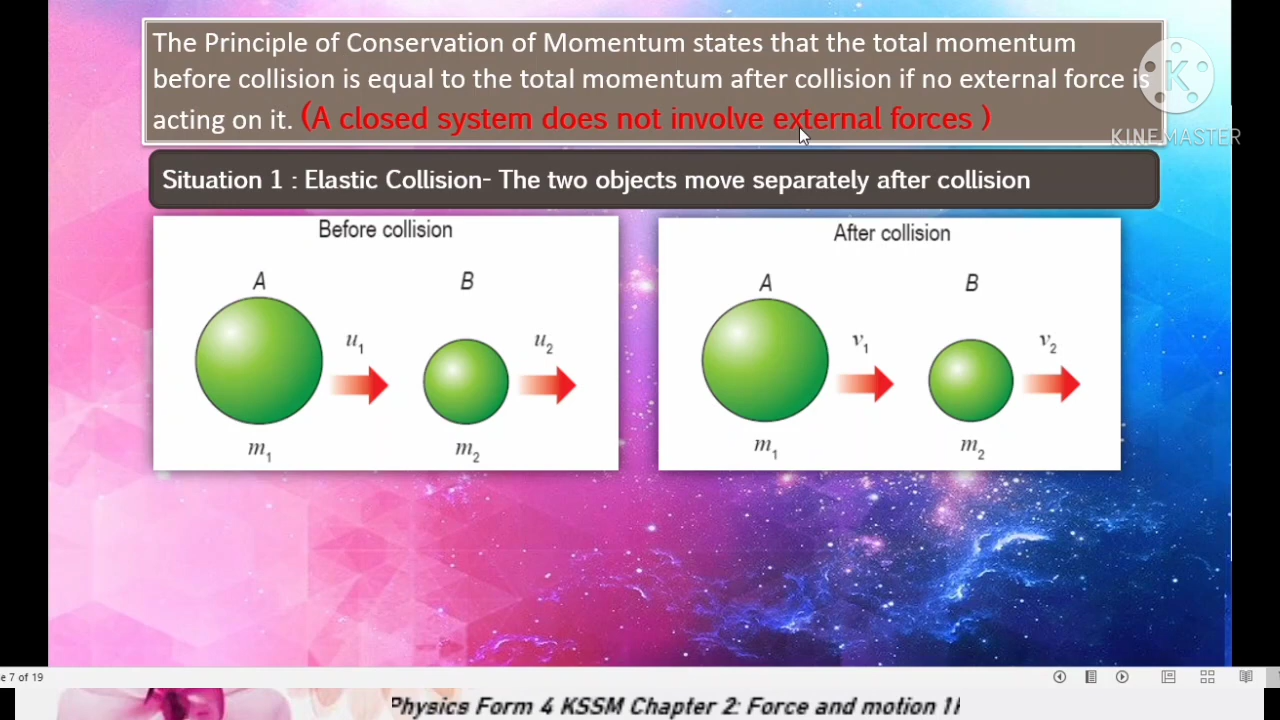 The Principle of Conservation of Momentum states that the total momentum
before collision is equal to the total momentum after collision if no external force is
acting on it. (A closed system does not involve external forces )
K
KINEMASTER
Situation 1 : Elastic Collision- The two objects move separately after collision
Before collision
A B
u1 u2
m1 m2
After collision
A B
v1 v2
m1 m2
7 of 19
Physics Form 4 KSSM Chapter 2: Force and motion 1